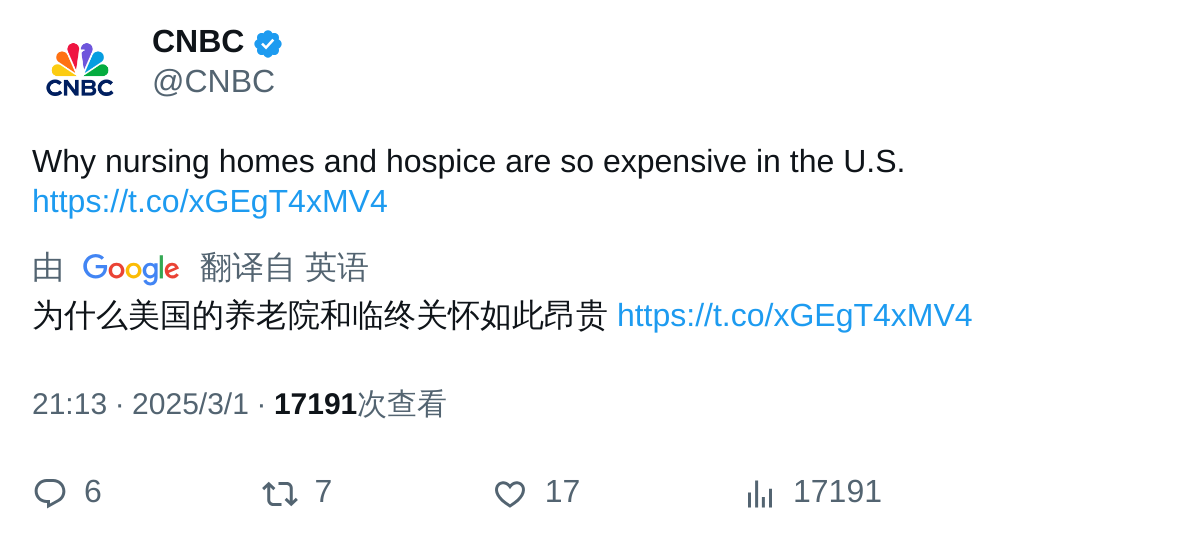 CNBC
CNBC
@CNBC
Why nursing homes and hospice are so expensive in the U.S.
https://t.co/xGEgT4xMV4
由 Google 翻译自 英语
为什么美国的养老院和临终关怀如此昂贵 https://t.co/xGEgT4xMV4
21:13 · 2025/3/1 · 17191次查看
6 7 17 17191